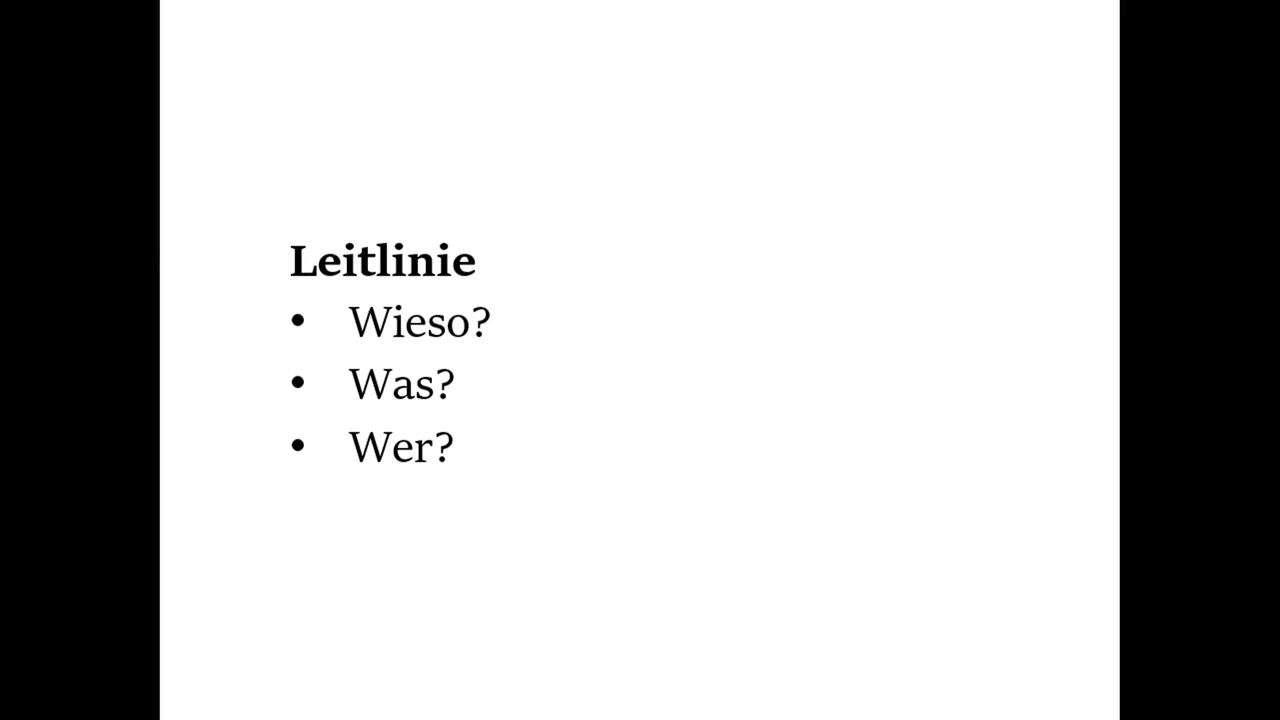 Leitlinie
• Wieso?
• Was?
• Wer?